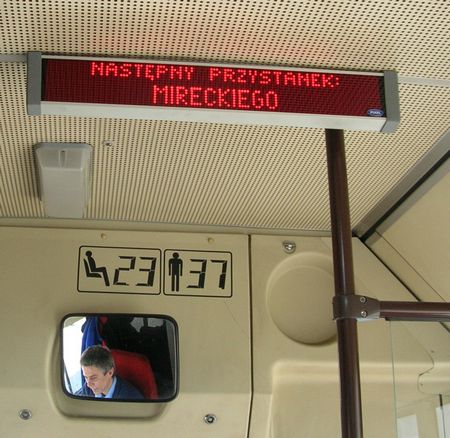 NASTĘPNY PRZYSTANEK:
MIRECKIEGO
23 37